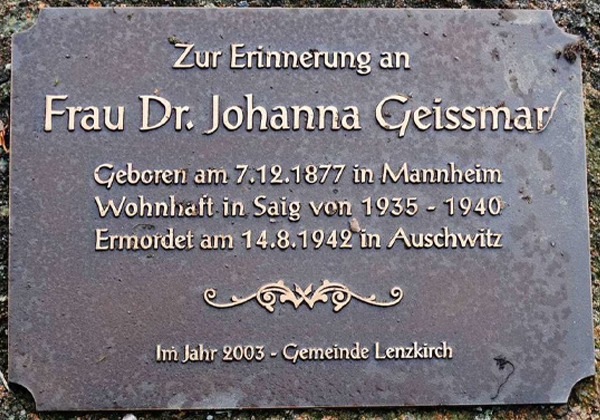 Zur Erinnerung an
Frau Dr. Johanna Geissmar
Geboren am 7.12.1877 in Mannheim
Wohnhaft in Saig von 1935 - 1940
Ermordet am 14.8.1942 in Auschwitz
Im Jahr 2003 - Gemeinde Lenzkirch